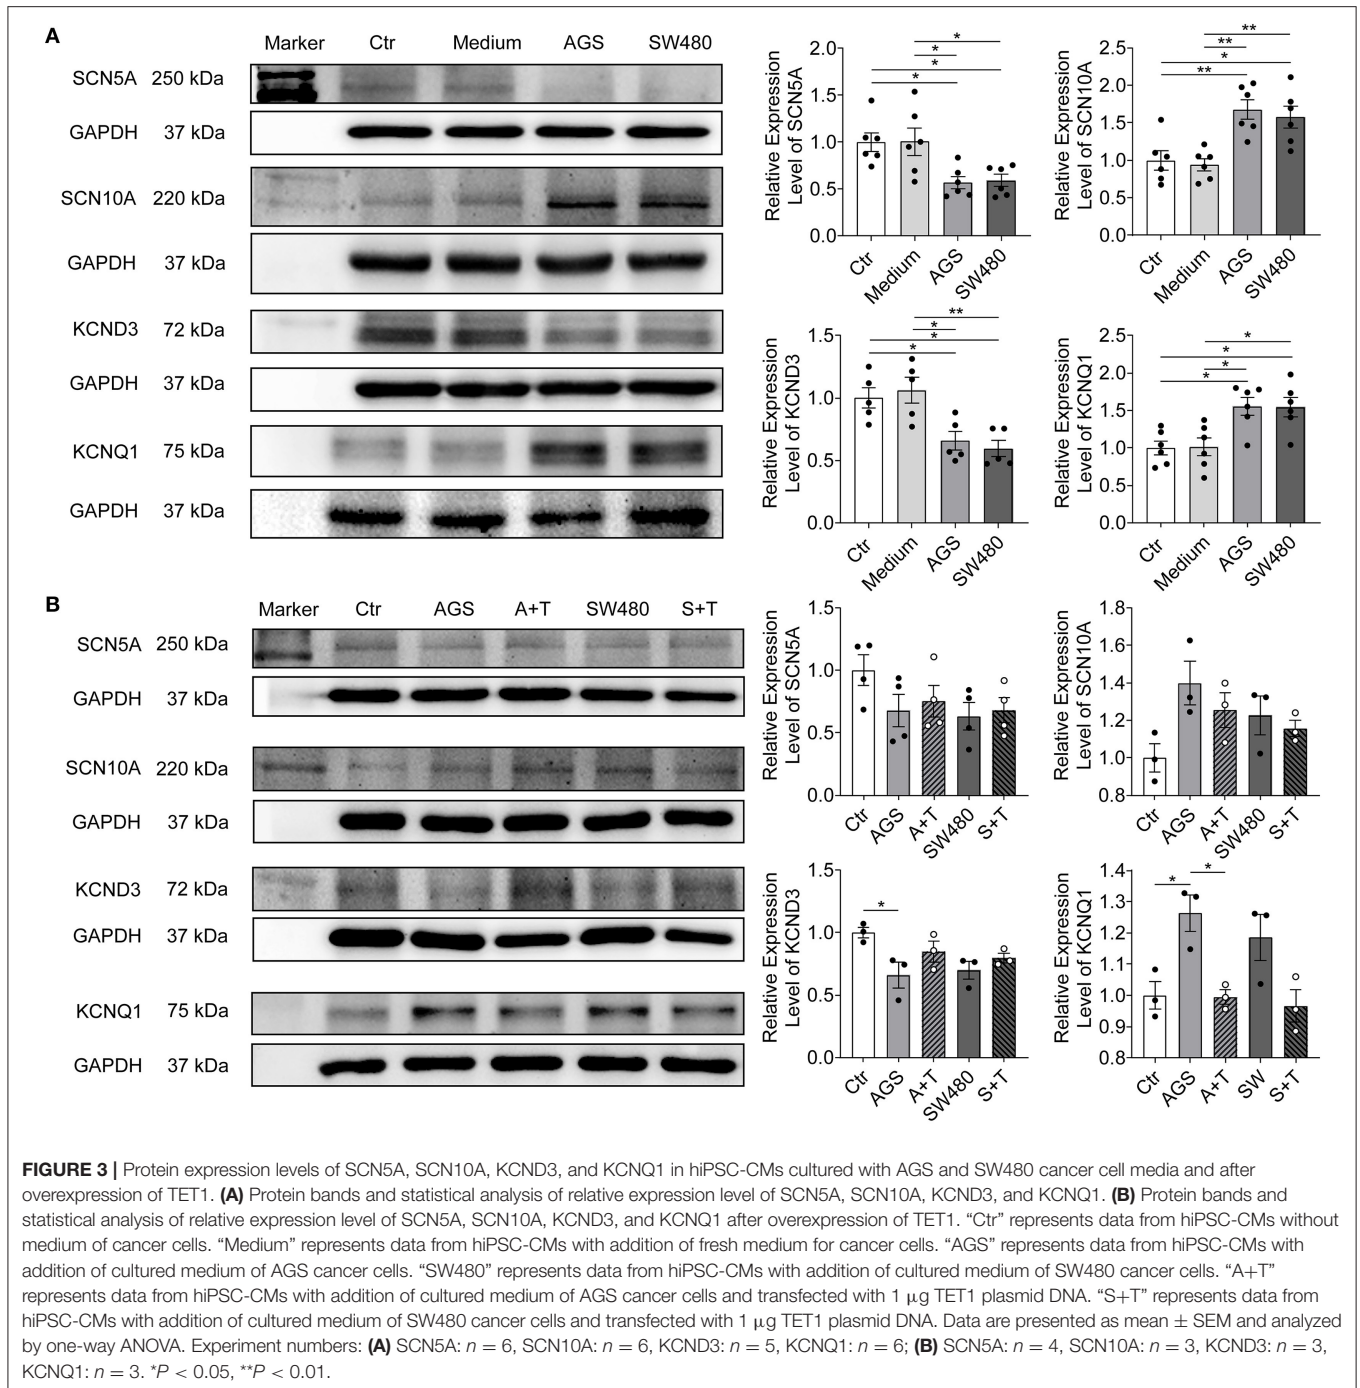 A
Marker Ctr Medium AGS SW480
SCN5A 250 kDa
GAPDH 37 kDa
SCN10A 220 kDa
GAPDH 37 kDa
KCND3 72 kDa
GAPDH 37 kDa
KCNQ1 75 kDa
GAPDH 37 kDa
Relative Expression
Level of SCN5A
2.0
1.5
1.0
0.5
0.0
* * * *
Ctr Medium AGS SW480
Relative Expression
Level of SCN10A
2.5
2.0
1.5
1.0
0.5
0.0
** ** * **
Ctr Medium AGS SW480
Relative Expression
Level of KCND3
1.5
1.0
0.5
0.0
** * * *
Ctr Medium AGS SW480
Relative Expression
Level of KCNQ1
2.5
2.0
1.5
1.0
0.5
0.0
* * * *
Ctr Medium AGS SW480
B
Marker Ctr AGS A+T SW480 S+T
SCN5A 250 kDa
GAPDH 37 kDa
SCN10A 220 kDa
GAPDH 37 kDa
KCND3 72 kDa
GAPDH 37 kDa
KCNQ1 75 kDa
GAPDH 37 kDa
Relative Expression
Level of SCN5A
1.5
1.0
0.5
0.0
Ctr AGS A+T SW480 S+T
Relative Expression
Level of SCN10A
1.8
1.6
1.4
1.2
1.0
0.8
Ctr AGS A+T SW480 S+T
Relative Expression
Level of KCND3
1.5
1.0
0.5
0.0
*
Ctr AGS A+T SW480 S+T
Relative Expression
Level of KCNQ1
1.4
1.3
1.2
1.1
1.0
0.9
0.8
* *
Ctr AGS A+T SW S+T
FIGURE 3 | Protein expression levels of SCN5A, SCN10A, KCND3, and KCNQ1 in hiPSC-CMs cultured with AGS and SW480 cancer cell media and after
overexpression of TET1. (A) Protein bands and statistical analysis of relative expression level of SCN5A, SCN10A, KCND3, and KCNQ1. (B) Protein bands and
statistical analysis of relative expression level of SCN5A, SCN10A, KCND3, and KCNQ1 after overexpression of TET1. “Ctr” represents data from hiPSC-CMs without
medium of cancer cells. “Medium” represents data from hiPSC-CMs with addition of fresh medium for cancer cells. “AGS” represents data from hiPSC-CMs with
addition of cultured medium of AGS cancer cells. “SW480” represents data from hiPSC-CMs with addition of cultured medium of SW480 cancer cells. “A+T”
represents data from hiPSC-CMs with addition of cultured medium of AGS cancer cells and transfected with 1 μg TET1 plasmid DNA. “S+T” represents data from
hiPSC-CMs with addition of cultured medium of SW480 cancer cells and transfected with 1 μg TET1 plasmid DNA. Data are presented as mean ± SEM and analyzed
by one-way ANOVA. Experiment numbers: (A) SCN5A: n = 6, SCN10A: n = 6, KCND3: n = 5, KCNQ1: n = 6; (B) SCN5A: n = 4, SCN10A: n = 3, KCND3: n = 3,
KCNQ1: n = 3. *P < 0.05, **P < 0.01.